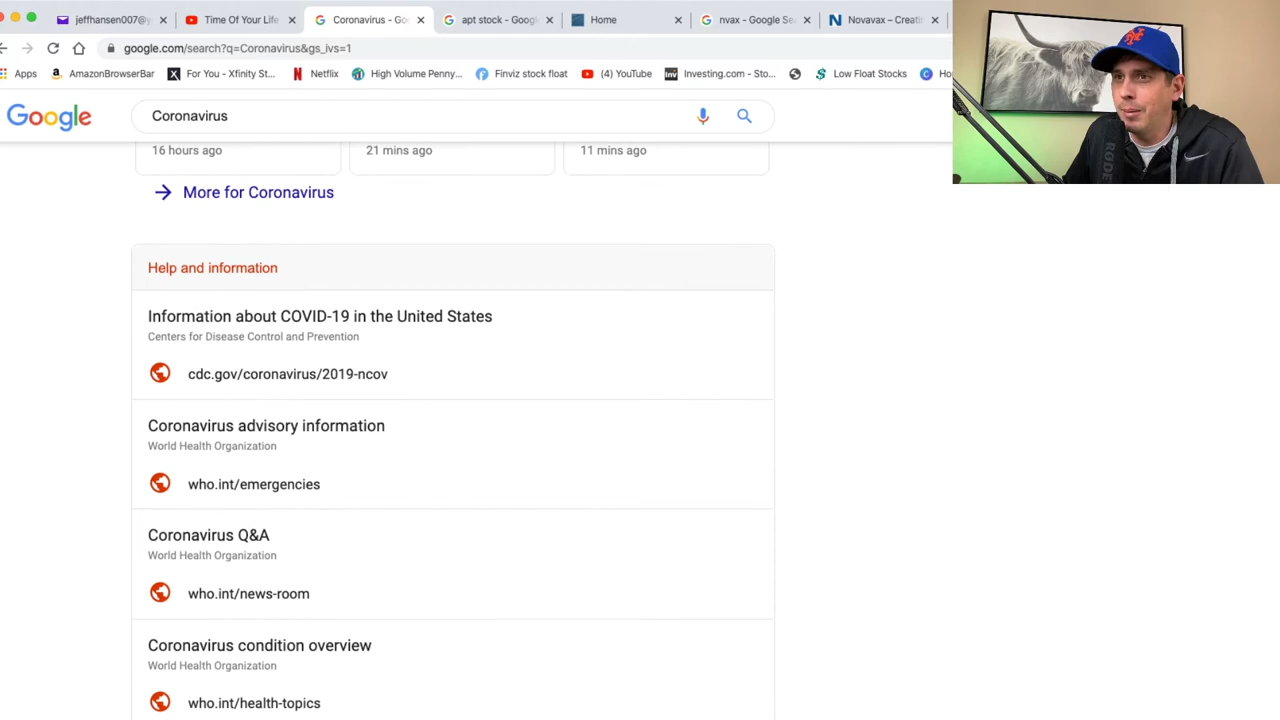 jeffhansen007@y
Time Of Your Life
Coronavirus - Go
apt stock - Googl
Home
nvax - Google Se
Novavax – Creati
google.com/search?q=Coronavirus&gs_ivs=1
Apps
AmazonBrowserBar
For You - Xfinity St...
Netflix
High Volume Penny...
Finviz stock float
(4) YouTube
Investing.com - Sto...
Low Float Stocks
Google
Coronavirus
16 hours ago
21 mins ago
11 mins ago
More for Coronavirus
Help and information
Information about COVID-19 in the United States
Centers for Disease Control and Prevention
cdc.gov/coronavirus/2019-ncov
Coronavirus advisory information
World Health Organization
who.int/emergencies
Coronavirus Q&A
World Health Organization
who.int/news-room
Coronavirus condition overview
World Health Organization
who.int/health-topics